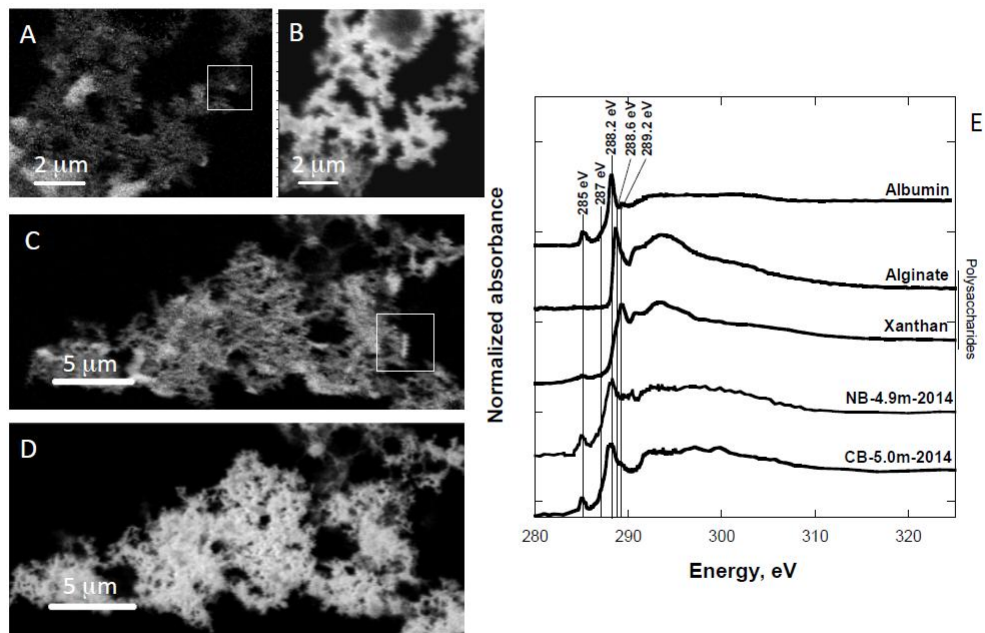 A
2 µm
B
2 µm
C
5 µm
D
5 µm
E
Normalized absorbance
285 eV
287 eV
288.2 eV
288.6 eV
289.2 eV
Albumin
Alginate
Xanthan
Polysaccharides
NB-4.9m-2014
CB-5.0m-2014
280
290
300
310
320
Energy, eV